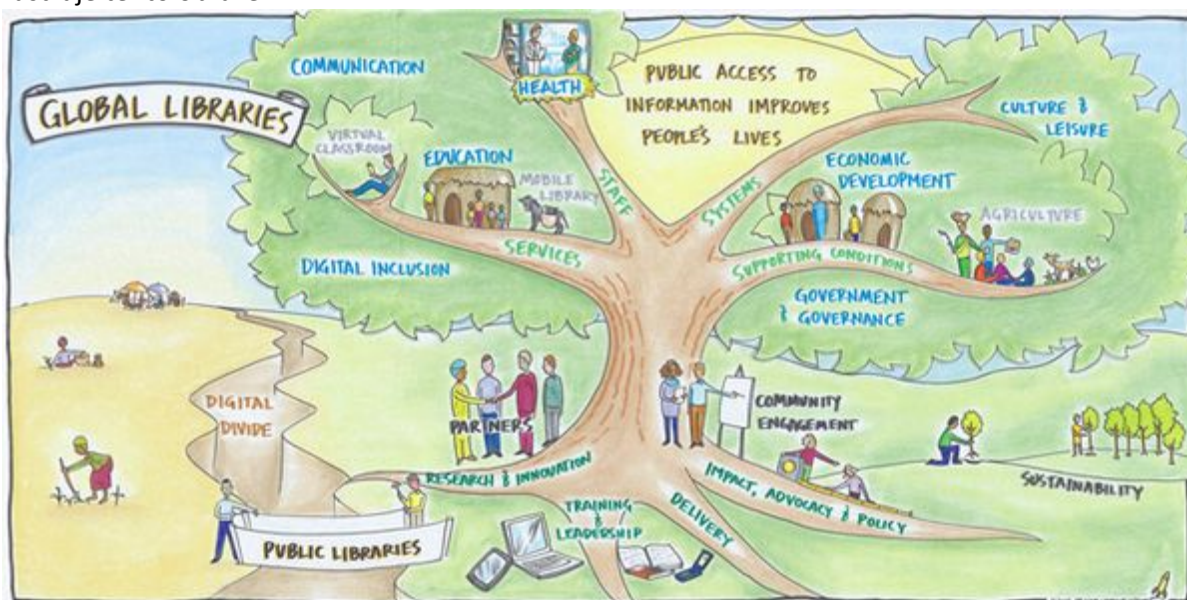 GLOBAL LIBRARIES
COMMUNICATION
HEALTH
PUBLIC ACCESS TO
INFORMATION IMPROVES
PEOPLE'S LIVES
CULTURE &
LEISURE
VIRTUAL
CLASSROOM
EDUCATION
MOBILE
LIBRARY
STAFF
SYSTEMS
ECONOMIC
DEVELOPMENT
AGRICULTURE
SERVICES
SUPPORTING CONDITIONS
DIGITAL INCLUSION
GOVERNMENT
& GOVERNANCE
DIGITAL
DIVIDE
PARTNERS
COMMUNITY
ENGAGEMENT
RESEARCH & INNOVATION
IMPACT, ADVOCACY & POLICY
SUSTAINABILITY
TRAINING
&
LEADERSHIP
DELIVERY
PUBLIC LIBRARIES